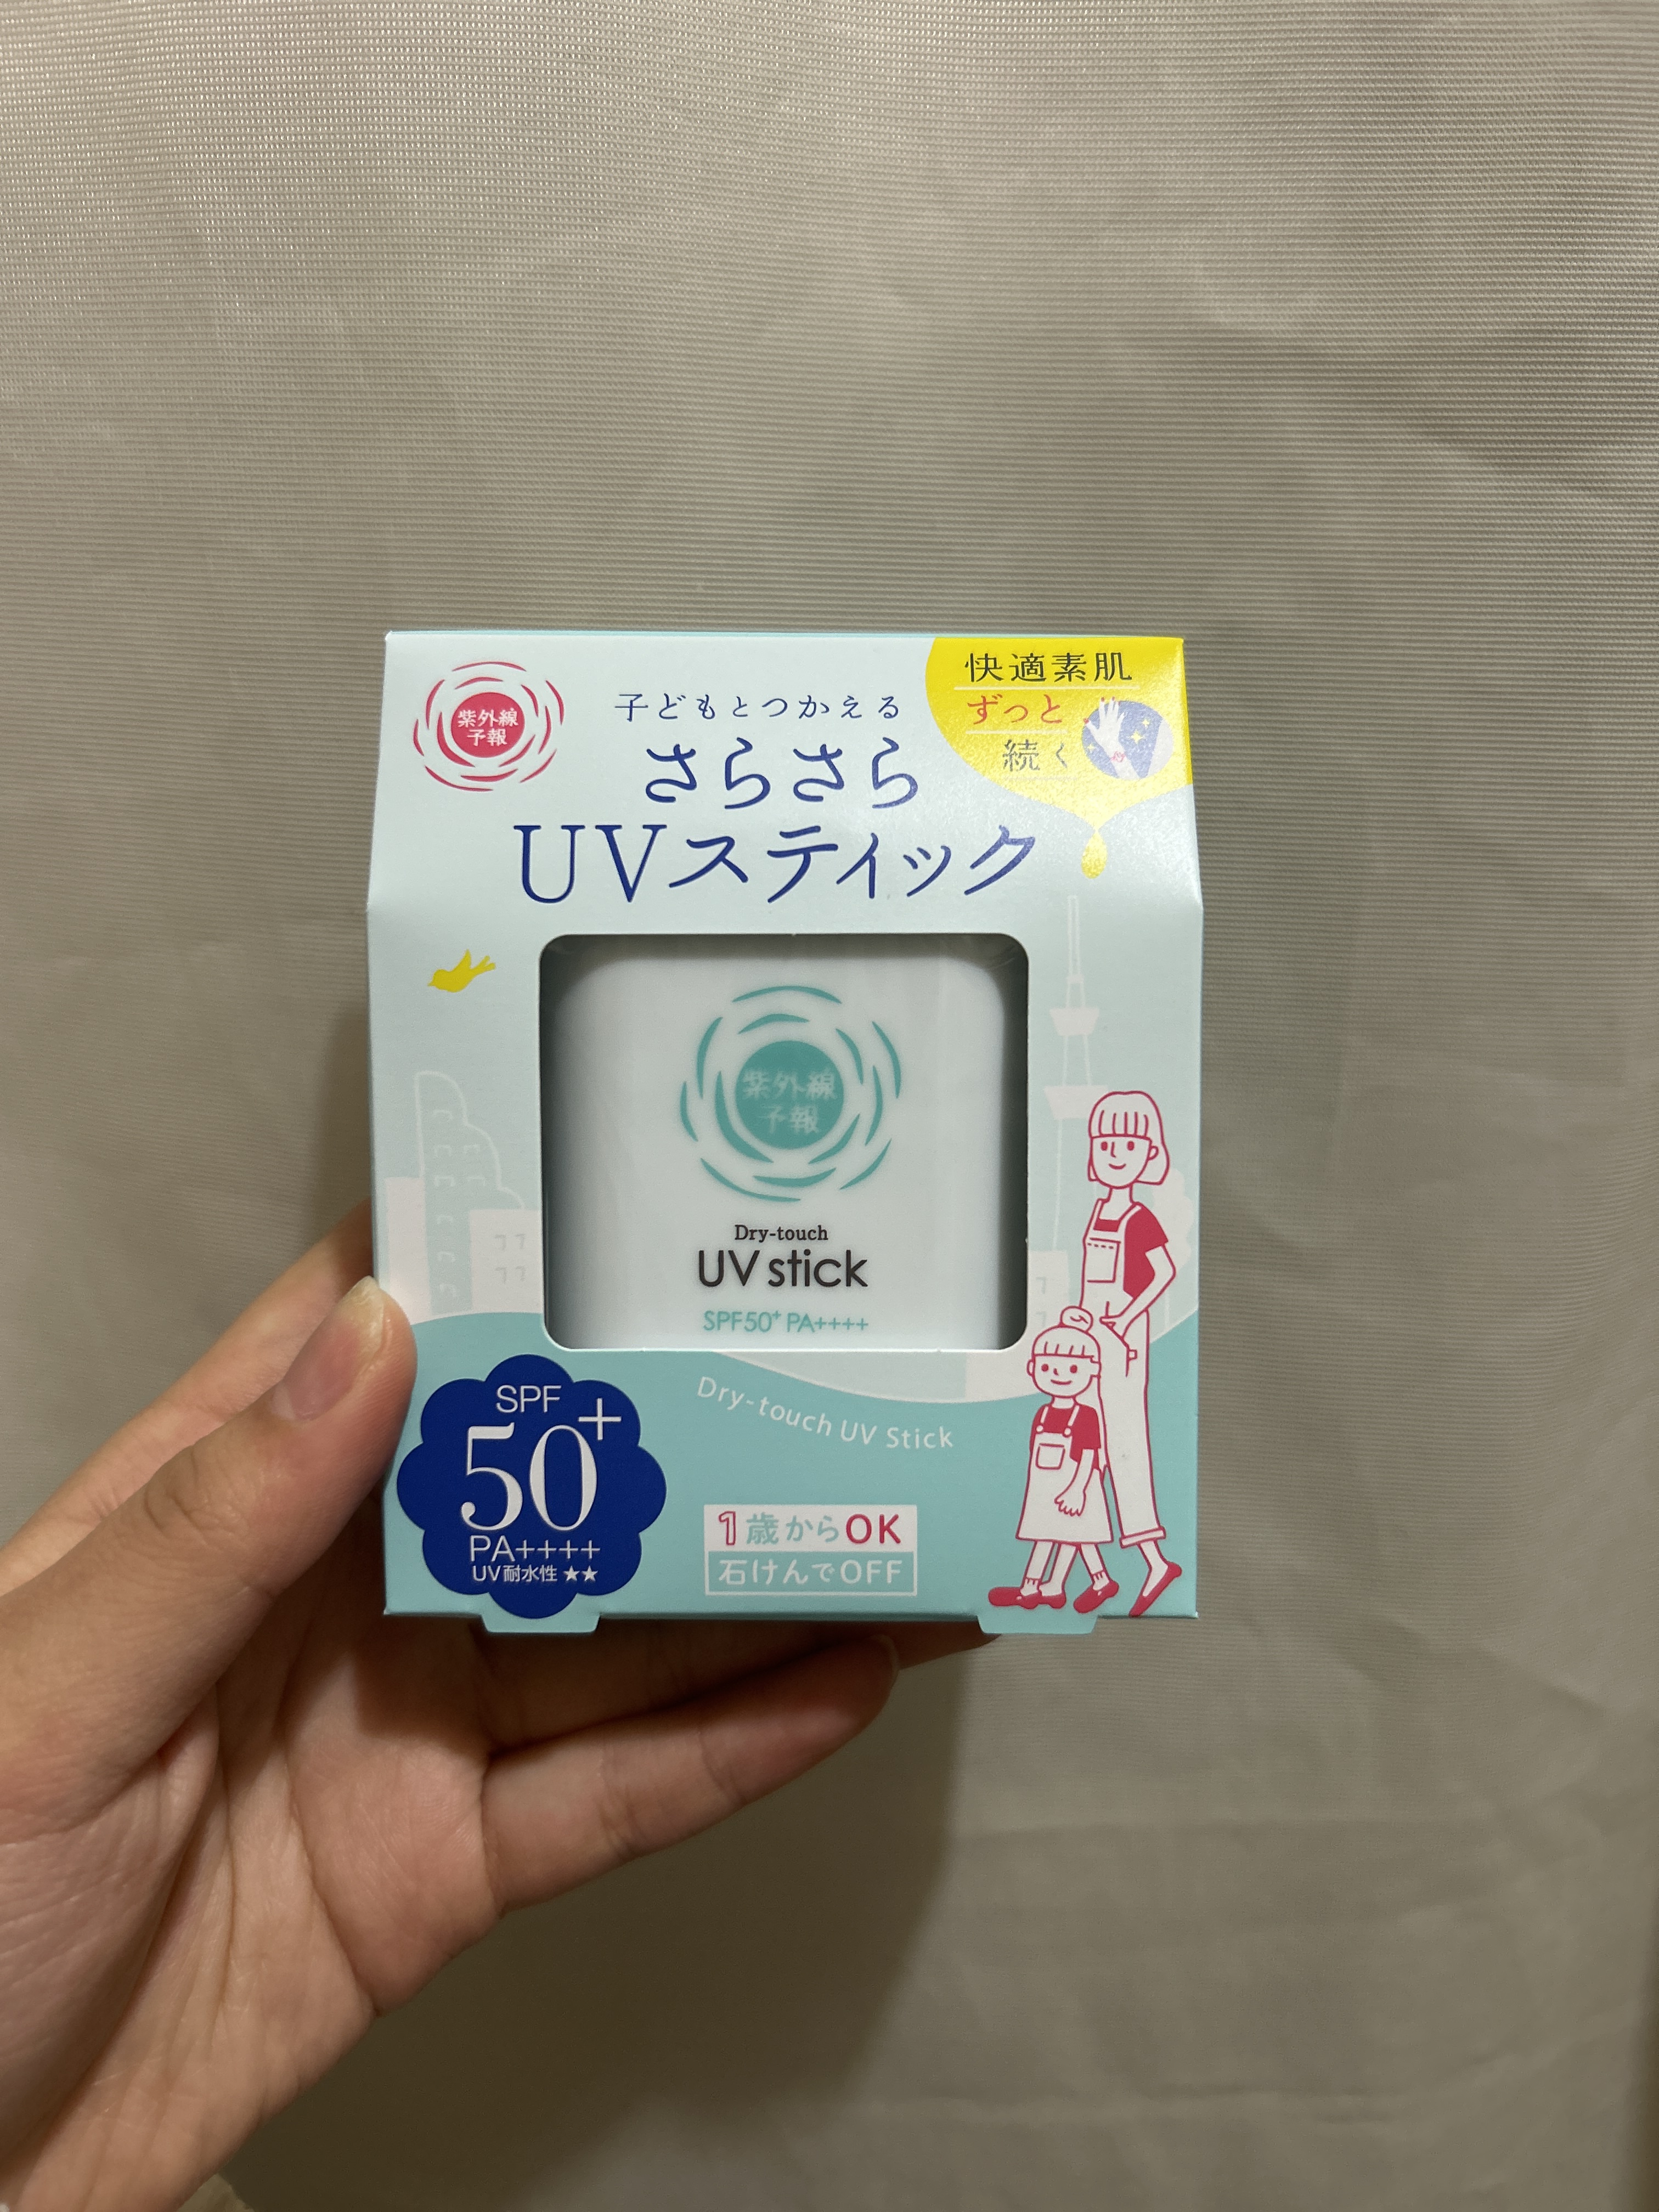 紫外線
予報
子どもとつかえる
さらさら
UVスティック
快適素肌
ずっと
続く
紫外線
予報
Dry-touch
UV stick
SPF50+ PA++++
Dry-touch UV Stick
SPF
50+
PA++++
UV耐水性★★
1歳からOK
石けんでOFF